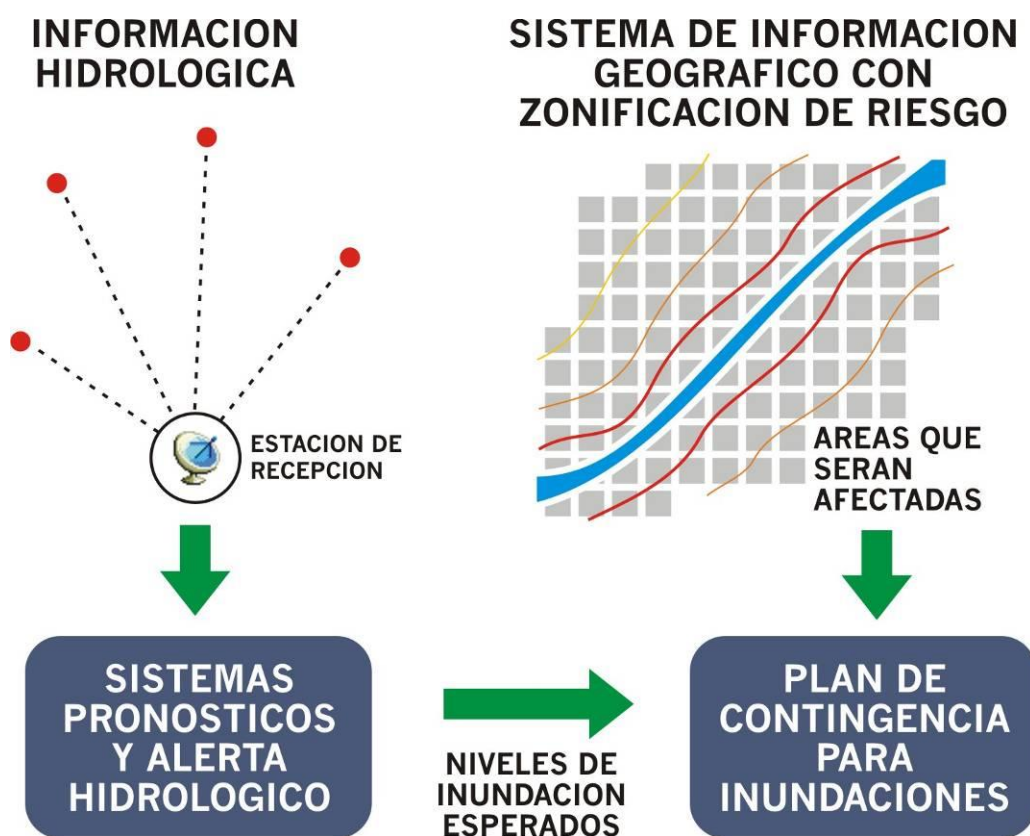 INFORMACION
HIDROLOGICA
SISTEMA DE INFORMACION
GEOGRAFICO CON
ZONIFICACION DE RIESGO
ESTACION DE
RECEPCION
AREAS QUE
SERAN
AFECTADAS
SISTEMAS
PRONOSTICOS
Y ALERTA
HIDROLOGICO
NIVELES DE
INUNDACION
ESPERADOS
PLAN DE
CONTINGENCIA
PARA
INUNDACIONES